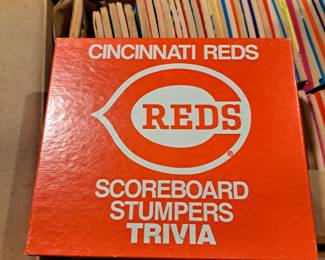 CINCINNATI REDS
REDS
®
SCOREBOARD
STUMPERS
TRIVIA